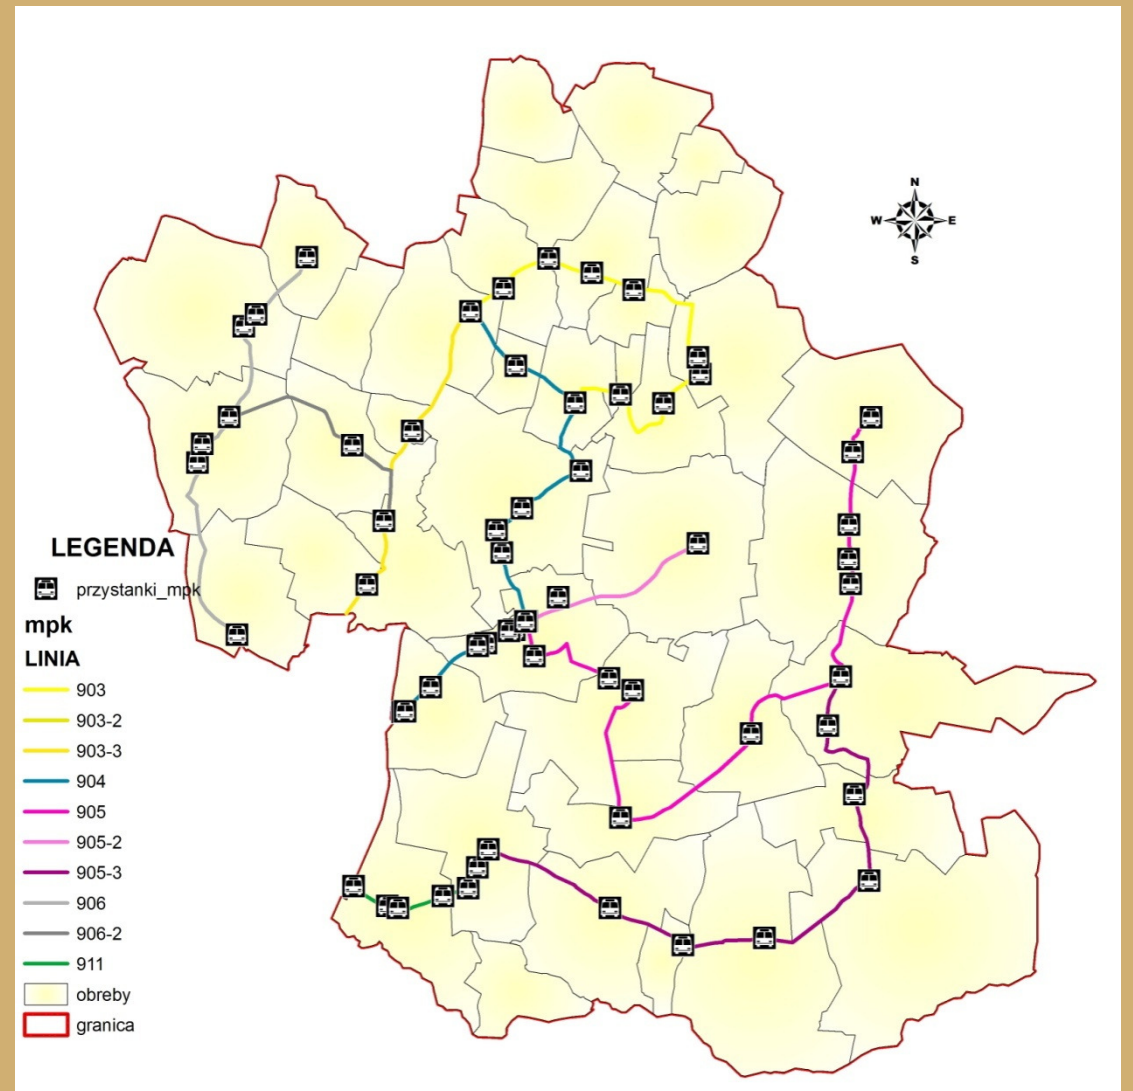 N
W E
S
LEGENDA
przystanki_mpk
mpk
LINIA
903
903-2
903-3
904
905
905-2
905-3
906
906-2
911
obreby
granica